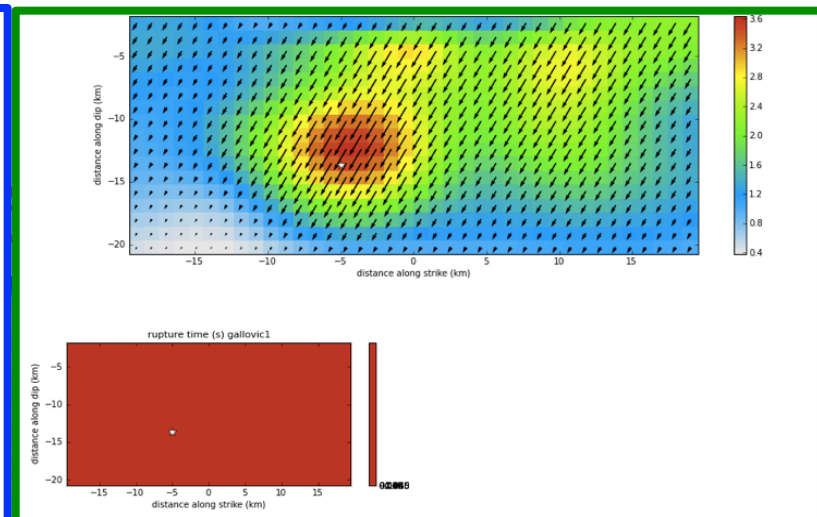 3.6
3.2
2.8
2.4
2.0
1.6
1.2
0.8
0.4
−5
−10
−15
−20
distance along dip (km)
−15 −10 −5 0 5 10 15
distance along strike (km)
rupture time (s) gallovic1
−5
−10
−15
−20
distance along dip (km)
−15 −10 −5 0 5 10 15
distance along strike (km)